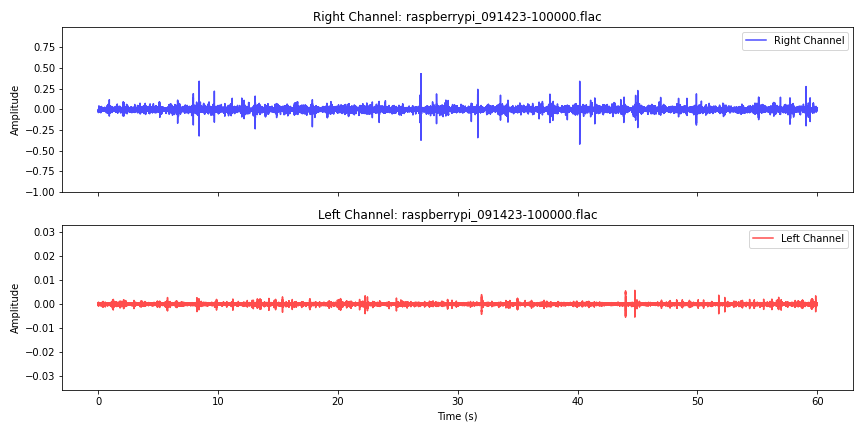 Right Channel: raspberrypi_091423-100000.flac
Right Channel
Amplitude
0.75
0.50
0.25
0.00
−0.25
−0.50
−0.75
−1.00
Left Channel: raspberrypi_091423-100000.flac
Left Channel
Amplitude
0.03
0.02
0.01
0.00
−0.01
−0.02
−0.03
0 10 20 30 40 50 60
Time (s)